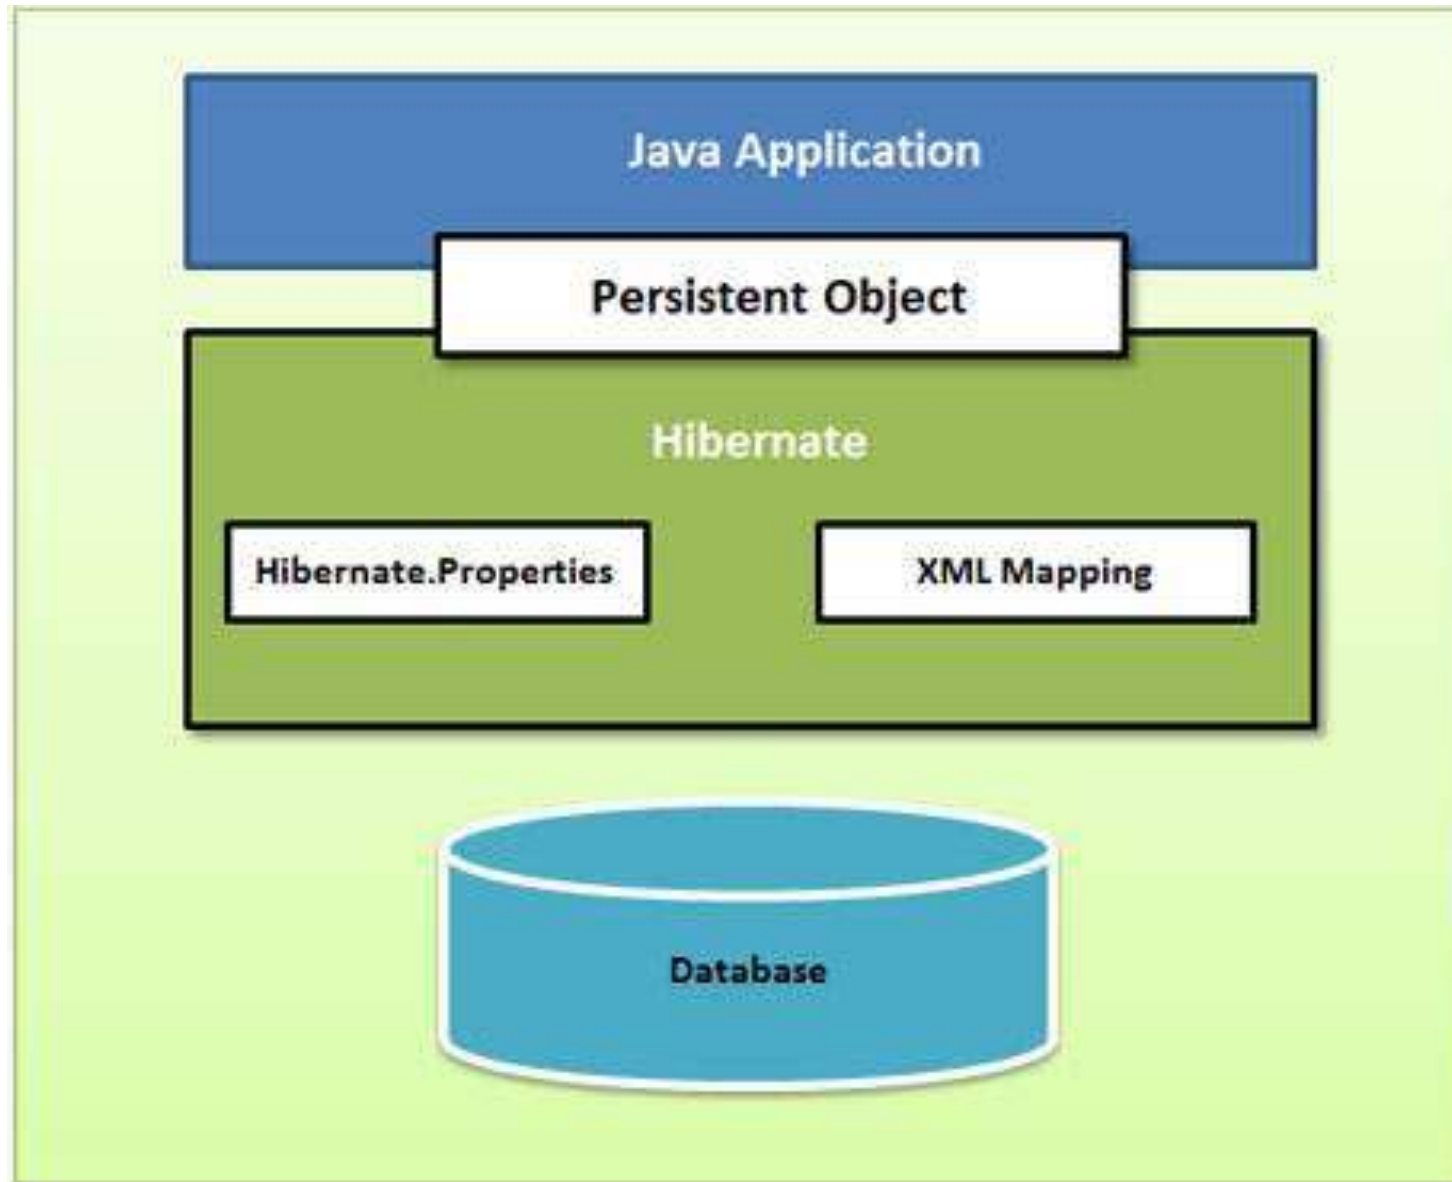 Java Application
Persistent Object
Hibernate
Hibernate.Properties
XML Mapping
Database